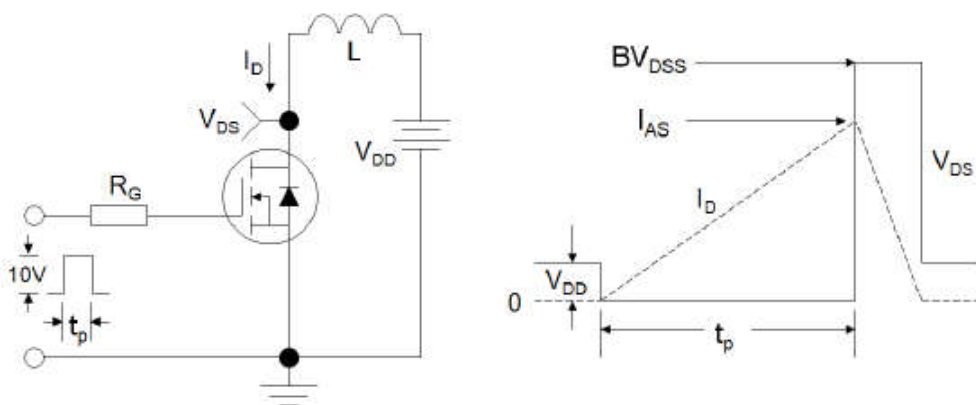 L
I_D
V_DS
V_DD
R_G
10V
t_p
BV_DSS
I_AS
V_DS
I_D
V_DD
0
t_p